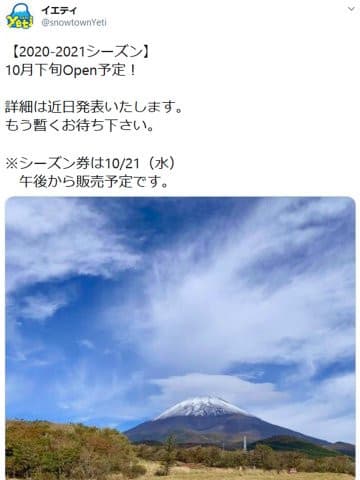 Yeti
イエティ
@snowtownYeti
【2020-2021シーズン】
10月下旬Open予定！
詳細は近日発表いたします。
もう暫くお待ち下さい。
※シーズン券は10/21（水）
午後から販売予定です。